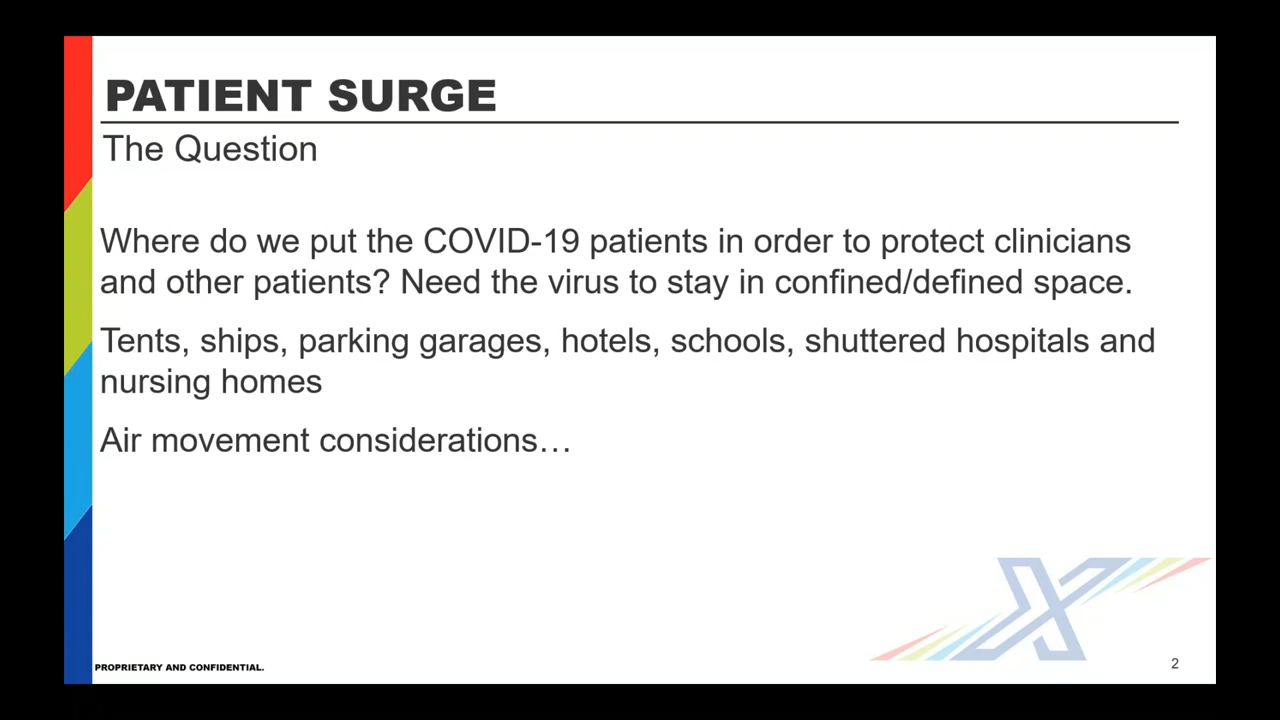 PATIENT SURGE
The Question
Where do we put the COVID-19 patients in order to protect clinicians
and other patients? Need the virus to stay in confined/defined space.
Tents, ships, parking garages, hotels, schools, shuttered hospitals and
nursing homes
Air movement considerations…
X
PROPRIETARY AND CONFIDENTIAL.
2